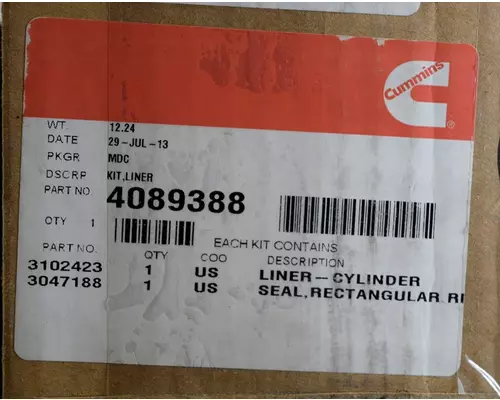 Cummins
WT. 12.24
DATE 29-JUL-13
PKGR MDC
DSCRP KIT,LINER
PART NO. 4089388
QTY 1
EACH KIT CONTAINS
PART NO. QTY COO DESCRIPTION
3102423 1 US LINER--CYLINDER
3047188 1 US SEAL,RECTANGULAR RI